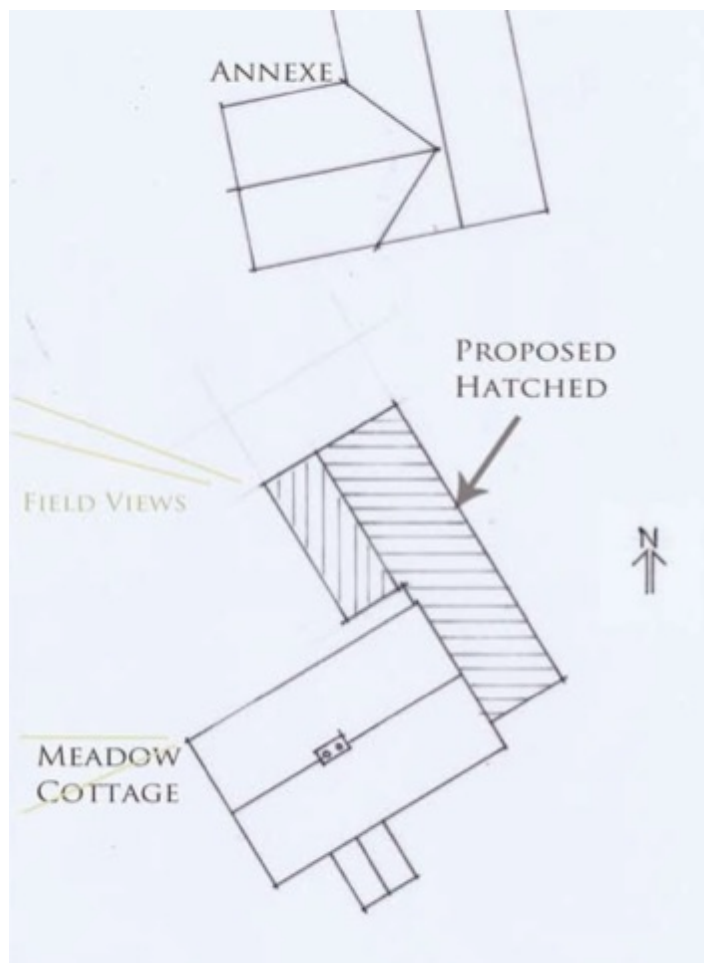 ANNEXE
PROPOSED
HATCHED
FIELD VIEWS
N
MEADOW
COTTAGE